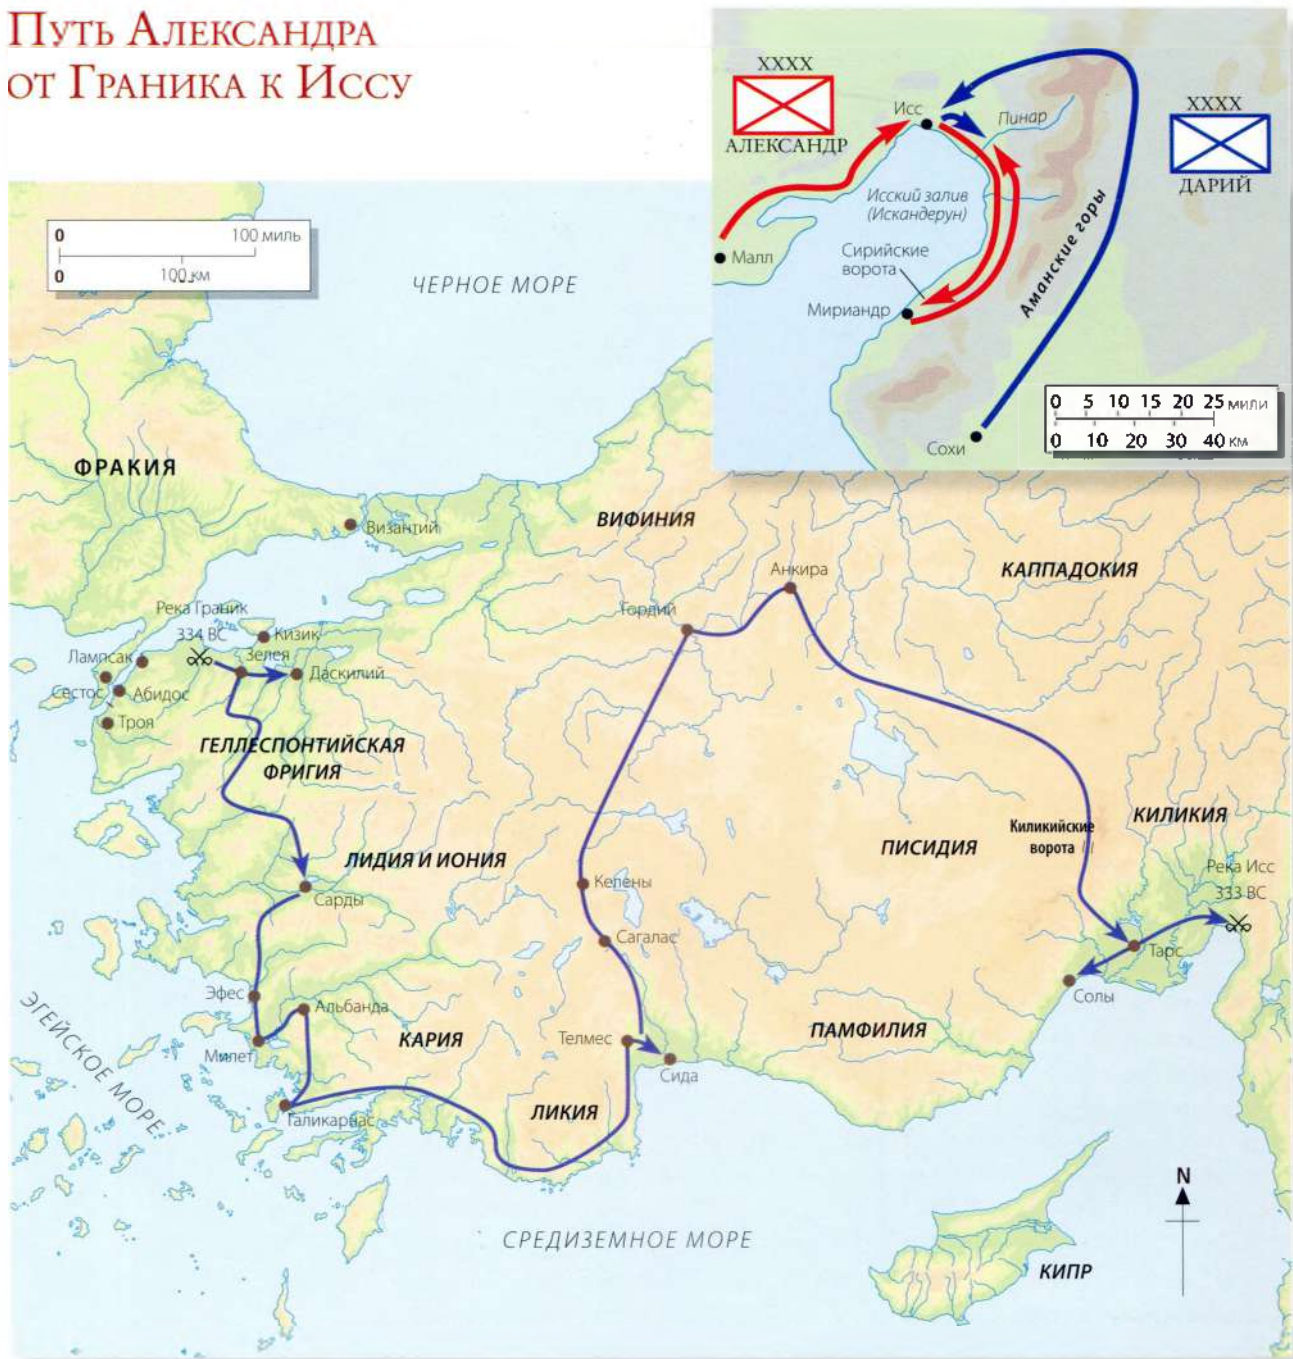 Путь Александра
от Граника к Иссу
XXXX
АЛЕКСАНДР
XXXX
ДАРИЙ
Исс
Пинар
Исский залив
(Искандерун)
Малл
Сирийские
ворота
Мириандр
Аманские горы
Сохи
0 5 10 15 20 25 мили
0 10 20 30 40 км
0 100 миль
0 100 км
ЧЕРНОЕ МОРЕ
ФРАКИЯ
Византий
ВИФИНИЯ
КАППАДОКИЯ
Анкира
Гордий
Река Граник
334 BC
Кизик
Зелея
Лампсак
Даскилий
Сестос
Абидос
Троя
ГЕЛЛЕСПОНТИЙСКАЯ
ФРИГИЯ
КИЛИКИЯ
Киликийские
ворота
ПИСИДИЯ
ЛИДИЯ И ИОНИЯ
Река Исс
333 BC
Келены
Сарды
Сагалас
Тарс
Солы
Эфес
Альбанда
ЭГЕЙСКОЕ МОРЕ
Милет
КАРИЯ
Телмес
ПАМФИЛИЯ
Сида
Галикарнас
ЛИКИЯ
N
СРЕДИЗЕМНОЕ МОРЕ
КИПР